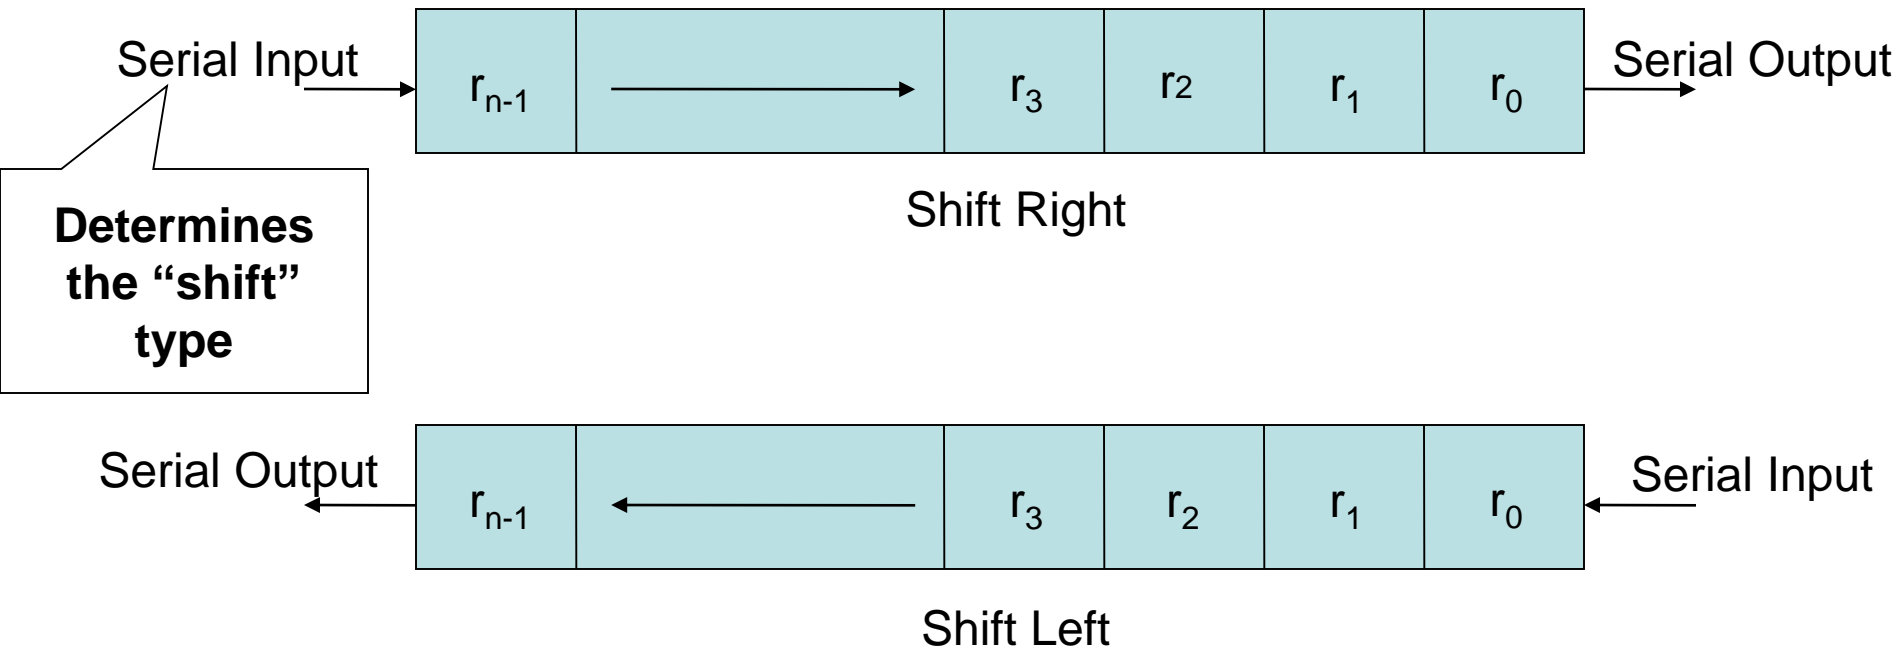 Serial Input r n-1 r 3 r2 r 1 r 0 Serial Output
Shift Right
Determines
the “shift”
type
Serial Output r n-1 r 3 r 2 r 1 r 0 Serial Input
Shift Left